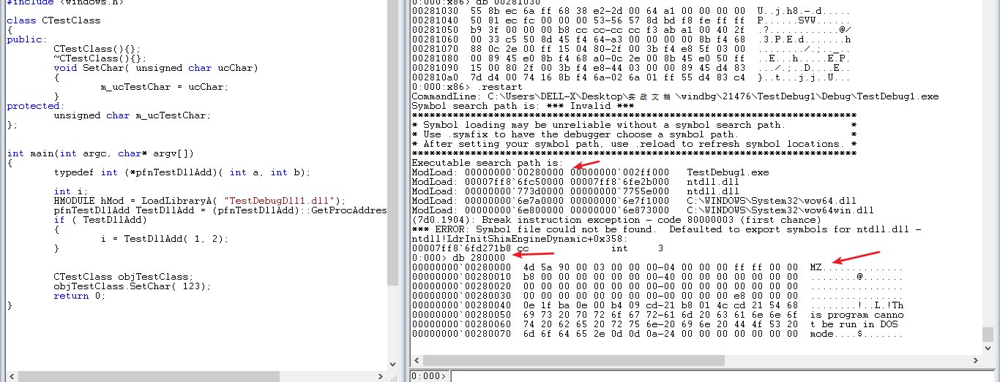 #include <windows.h>
class CTestClass
{
public:
CTestClass(){};
~CTestClass(){};
void SetChar( unsigned char ucChar)
{
m_ucTestChar = ucChar;
}
protected:
unsigned char m_ucTestChar;
};
int main(int argc, char* argv[])
{
typedef int (*pfnTestDllAdd)( int a, int b);
int i;
HMODULE hMod = LoadLibraryA( "TestDebugDll1.dll");
pfnTestDllAdd TestDllAdd = (pfnTestDllAdd)::GetProcAddres
if ( TestDllAdd)
{
i = TestDllAdd( 1, 2);
}
CTestClass objTestClass;
objTestClass.SetChar( 123);
return 0;
}
0:000:x86> db 00281030
00281030 55 8b ec 6a ff 68 38 e2-2d 00 64 a1 00 00 00 00 U..j.h8.-.d.....
00281040 50 81 ec fc 00 00 00 53-56 57 8d bd f8 fe ff ff P......SVW......
00281050 b9 3f 00 00 00 b8 cc cc-cc cc f3 ab a1 00 40 2f .?............@/
00281060 00 33 c5 50 8d 45 f4 64-a3 00 00 00 00 8b f4 68 .3.P.E.d.......h
00281070 88 0c 2e 00 ff 15 04 80-2f 00 3b f4 e8 5f 03 00 ......../.;.._..
00281080 00 89 45 e0 8b f4 68 a0-0c 2e 00 8b 45 e0 50 ff ..E...h.....E.P.
00281090 15 00 80 2f 00 3b f4 e8-44 03 00 00 89 45 d4 83 .../.;..D....E..
002810a0 7d d4 00 74 16 8b f4 6a-02 6a 01 ff 55 d4 83 c4 }..t...j.j..U...
0:000:x86> .restart
CommandLine: C:\Users\DELL-X\Desktop\实战文档\windbg\21476\TestDebug1\Debug\TestDebug1.exe
Symbol search path is: *** Invalid ***
****************************************************************************
* Symbol loading may be unreliable without a symbol search path. *
* Use .symfix to have the debugger choose a symbol path. *
* After setting your symbol path, use .reload to refresh symbol locations. *
****************************************************************************
Executable search path is:
ModLoad: 00000000`00280000 00000000`002ff000 TestDebug1.exe
ModLoad: 00007ff8`6fc50000 00007ff8`6fe2b000 ntdll.dll
ModLoad: 00000000`773d0000 00000000`7755e000 ntdll.dll
ModLoad: 00000000`6e7a0000 00000000`6e7f1000 C:\WINDOWS\System32\wow64.dll
ModLoad: 00000000`6e800000 00000000`6e873000 C:\WINDOWS\System32\wow64win.dll
(7d0.1904): Break instruction exception - code 80000003 (first chance)
*** ERROR: Symbol file could not be found. Defaulted to export symbols for ntdll.dll -
ntdll!LdrInitShimEngineDynamic+0x358:
00007ff8`6fd271b8 cc int 3
0:000> db 280000
00000000`00280000 4d 5a 90 00 03 00 00 00-04 00 00 00 ff ff 00 00 MZ..............
00000000`00280010 b8 00 00 00 00 00 00 00-40 00 00 00 00 00 00 00 ........@.......
00000000`00280020 00 00 00 00 00 00 00 00-00 00 00 00 00 00 00 00 ................
00000000`00280030 00 00 00 00 00 00 00 00-00 00 00 00 e8 00 00 00 ................
00000000`00280040 0e 1f ba 0e 00 b4 09 cd-21 b8 01 4c cd 21 54 68 ........!..L.!Th
00000000`00280050 69 73 20 70 72 6f 67 72-61 6d 20 63 61 6e 6e 6f is program canno
00000000`00280060 74 20 62 65 20 72 75 6e-20 69 6e 20 44 4f 53 20 t be run in DOS
00000000`00280070 6d 6f 64 65 2e 0d 0d 0a-24 00 00 00 00 00 00 00 mode....$.......
0:000>